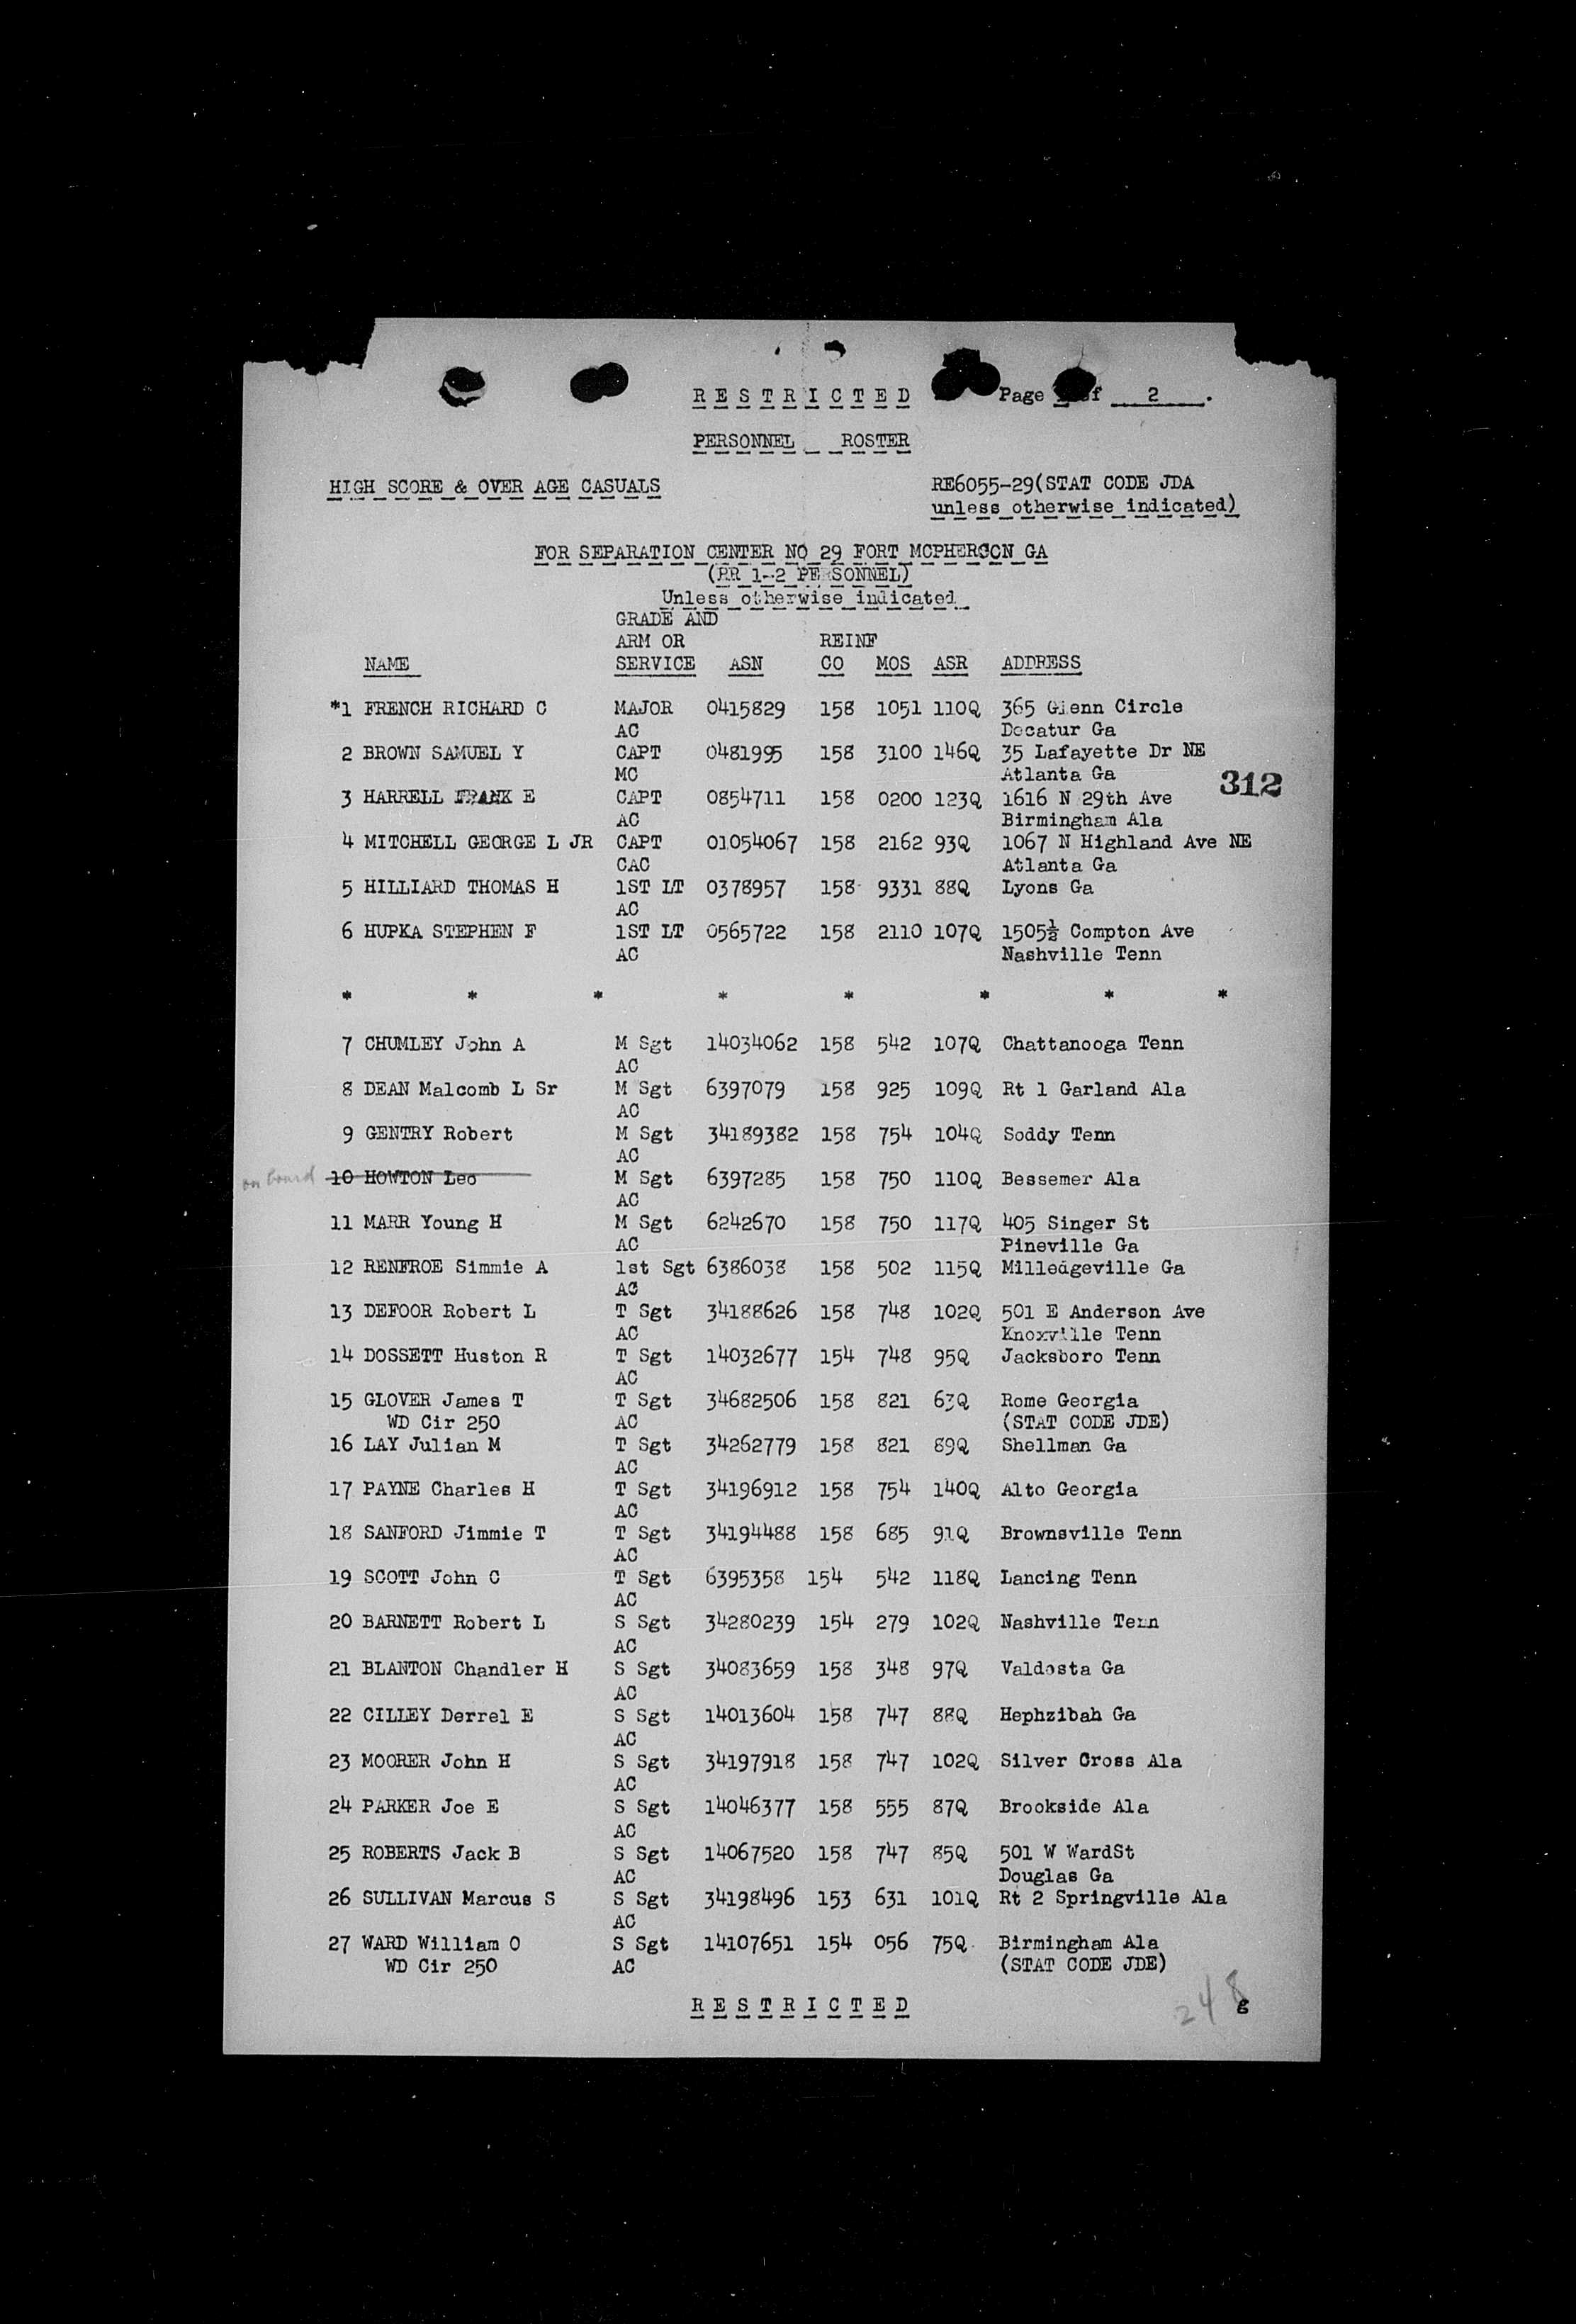 R E S T R I C T E D Page of 2 .
PERSONNEL ROSTER
HIGH SCORE & OVER AGE CASUALS RE6055-29(STAT CODE JDA
unless otherwise indicated)
FOR SEPARATION CENTER NO 29 FORT MCPHERSON GA
(RR 1-2 PERSONNEL)
Unless otherwise indicated
GRADE AND
ARM OR REINF
NAME SERVICE ASN CO MOS ASR ADDRESS
*1 FRENCH RICHARD C MAJOR 0415829 158 1051 110Q 365 Glenn Circle
AC Decatur Ga
2 BROWN SAMUEL Y CAPT 0481995 158 3100 146Q 35 Lafayette Dr NE
MC Atlanta Ga
312
3 HARRELL FRANK E CAPT 0854711 158 0200 123Q 1616 N 29th Ave
AC Birmingham Ala
4 MITCHELL GEORGE L JR CAPT 01054067 158 2162 93Q 1067 N Highland Ave NE
CAC Atlanta Ga
5 HILLIARD THOMAS H 1ST LT 0378957 158 9331 88Q Lyons Ga
AC
6 HUPKA STEPHEN F 1ST LT 0565722 158 2110 107Q 1505½ Compton Ave
AC Nashville Tenn
* * * * * * * *
7 CHUMLEY John A M Sgt 14034062 158 542 107Q Chattanooga Tenn
AC
8 DEAN Malcomb L Sr M Sgt 6397079 158 925 109Q Rt 1 Garland Ala
AC
9 GENTRY Robert M Sgt 34189382 158 754 104Q Soddy Tenn
AC
on board 10 HOWTON Leo M Sgt 6397285 158 750 110Q Bessemer Ala
AC
11 MARR Young H M Sgt 6242670 158 750 117Q 405 Singer St
AC Pineville Ga
12 RENFROE Simmie A 1st Sgt 6386038 158 502 115Q Milledgeville Ga
AC
13 DEFOOR Robert L T Sgt 34188626 158 748 102Q 501 E Anderson Ave
AC Knoxville Tenn
14 DOSSETT Huston R T Sgt 14032677 154 748 95Q Jacksboro Tenn
AC
15 GLOVER James T T Sgt 34682506 158 821 63Q Rome Georgia
WD Cir 250 AC (STAT CODE JDE)
16 LAY Julian M T Sgt 34262779 158 821 89Q Shellman Ga
AC
17 PAYNE Charles H T Sgt 34196912 158 754 140Q Alto Georgia
AC
18 SANFORD Jimmie T T Sgt 34194488 158 685 91Q Brownsville Tenn
AC
19 SCOTT John C T Sgt 6395358 154 542 118Q Lancing Tenn
AC
20 BARNETT Robert L S Sgt 34280239 154 279 102Q Nashville Tenn
AC
21 BLANTON Chandler H S Sgt 34083659 158 348 97Q Valdosta Ga
AC
22 CILLEY Derrel E S Sgt 14013604 158 747 88Q Hephzibah Ga
AC
23 MOORER John H S Sgt 34197918 158 747 102Q Silver Cross Ala
AC
24 PARKER Joe E S Sgt 14046377 158 555 87Q Brookside Ala
AC
25 ROBERTS Jack B S Sgt 14067520 158 747 85Q 501 W WardSt
AC Douglas Ga
26 SULLIVAN Marcus S S Sgt 34198496 153 631 101Q Rt 2 Springville Ala
AC
27 WARD William O S Sgt 14107651 154 056 75Q Birmingham Ala
WD Cir 250 AC (STAT CODE JDE)
R E S T R I C T E D 248
g